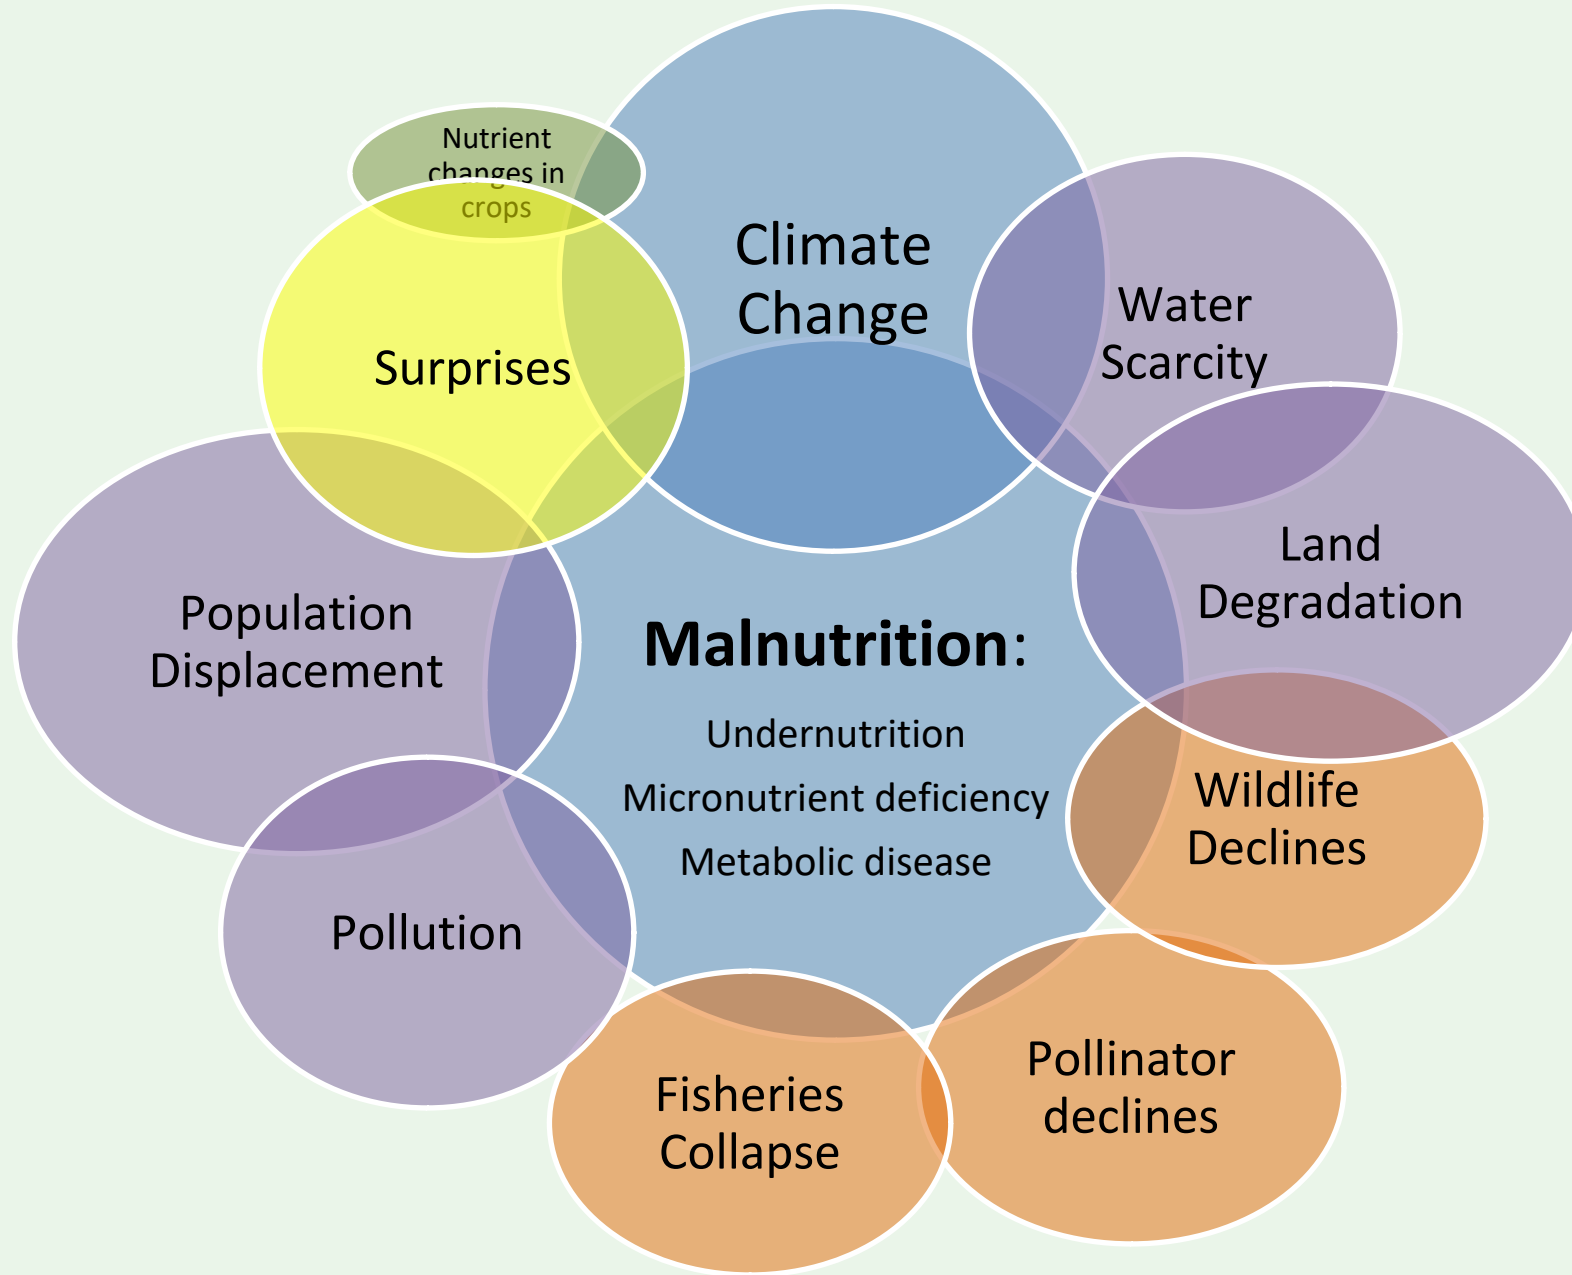 Nutrient
changes in
crops
Climate
Change
Water
Scarcity
Surprises
Land
Degradation
Population
Displacement
Malnutrition:
Undernutrition
Micronutrient deficiency
Metabolic disease
Wildlife
Declines
Pollution
Pollinator
declines
Fisheries
Collapse